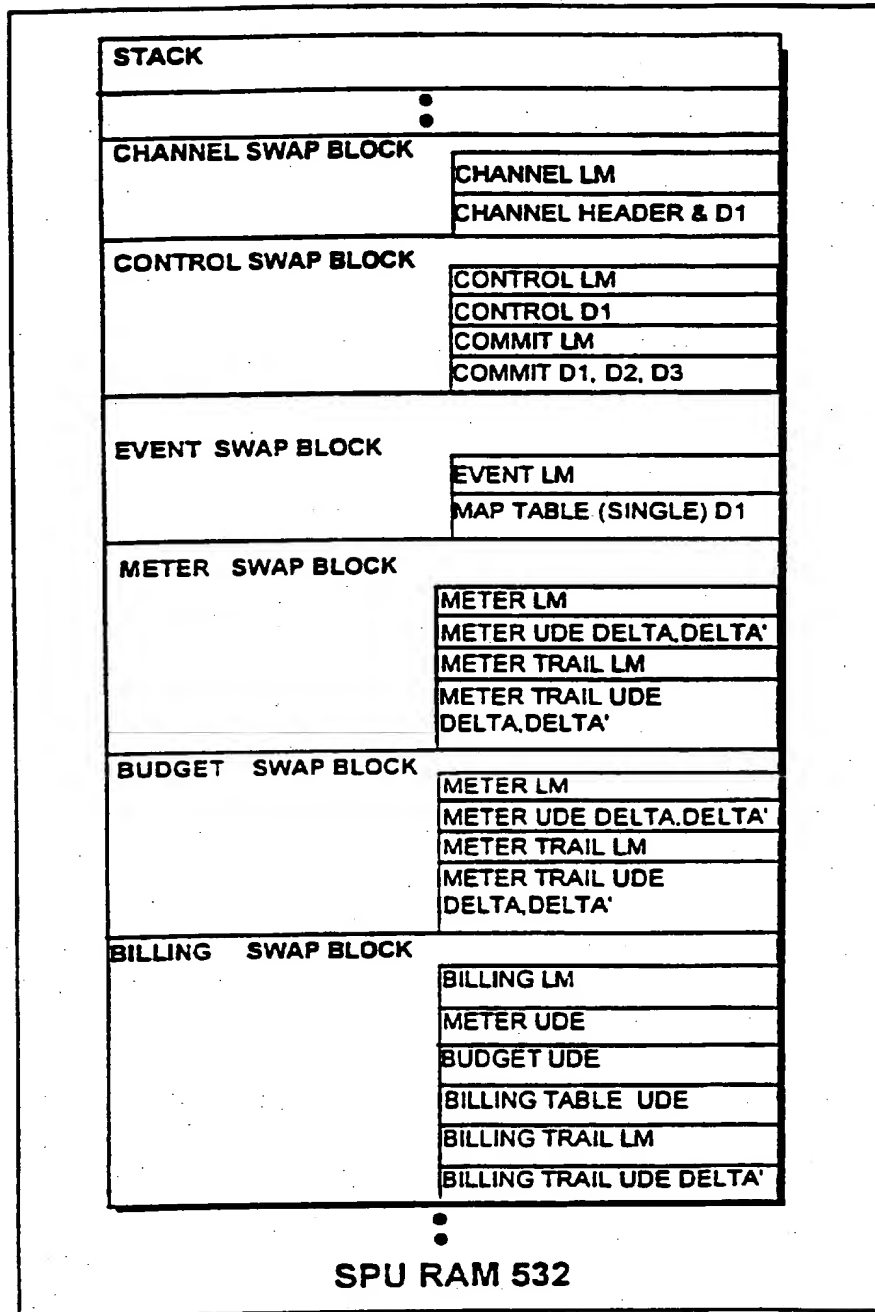 STACK
CHANNEL SWAP BLOCK
CHANNEL LM
CHANNEL HEADER & D1
CONTROL SWAP BLOCK
CONTROL LM
CONTROL D1
COMMIT LM
COMMIT D1, D2, D3
EVENT SWAP BLOCK
EVENT LM
MAP TABLE (SINGLE) D1
METER SWAP BLOCK
METER LM
METER UDE DELTA,DELTA'
METER TRAIL LM
METER TRAIL UDE
DELTA,DELTA'
BUDGET SWAP BLOCK
METER LM
METER UDE DELTA.DELTA'
METER TRAIL LM
METER TRAIL UDE
DELTA,DELTA'
BILLING SWAP BLOCK
BILLING LM
METER UDE
BUDGET UDE
BILLING TABLE UDE
BILLING TRAIL LM
BILLING TRAIL UDE DELTA'
SPU RAM 532